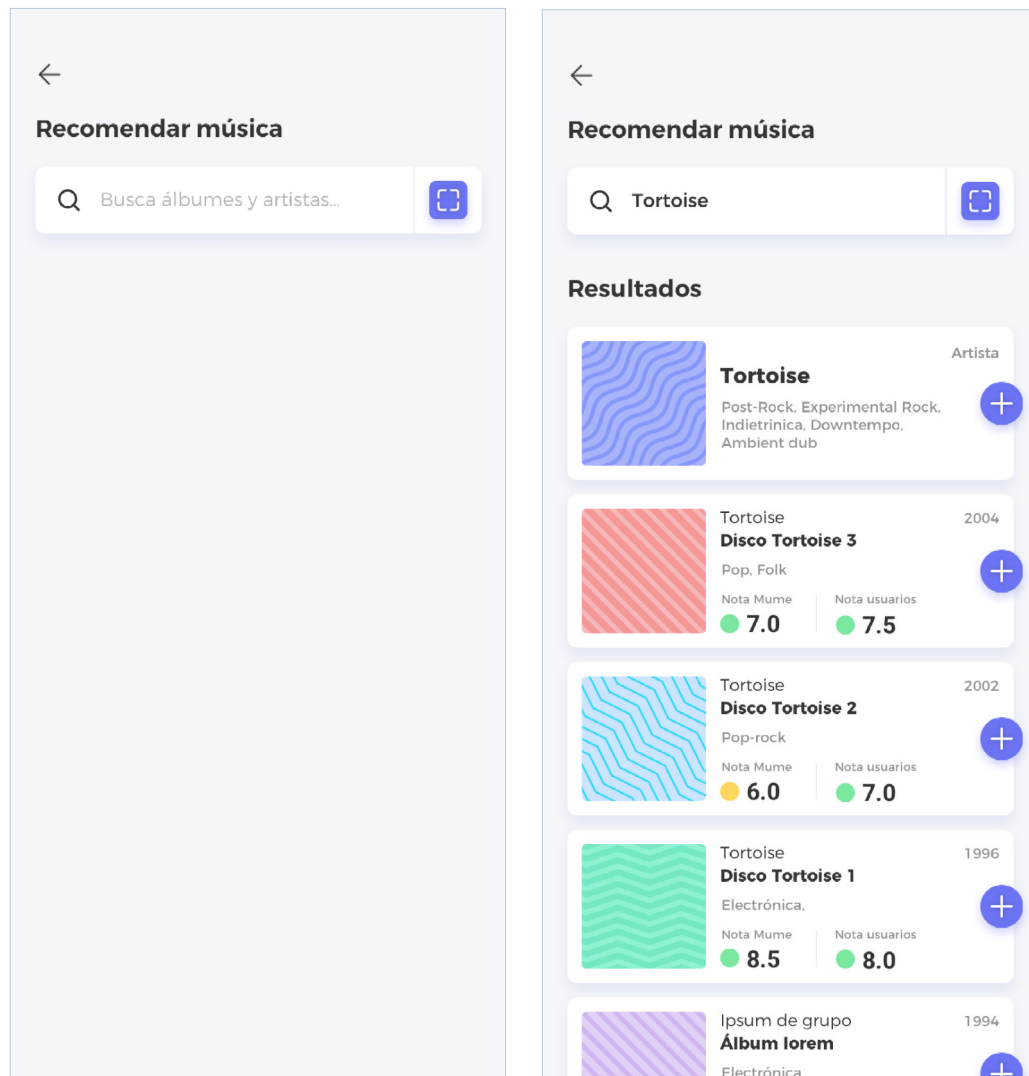 Recomendar música
Busca álbumes y artistas...
Recomendar música
Tortoise
Resultados
Artista
Tortoise
Post-Rock, Experimental Rock,
Indietrinica, Downtempo,
Ambient dub
Tortoise
2004
Disco Tortoise 3
Pop, Folk
Nota Mume
Nota usuarios
7.0
7.5
Tortoise
2002
Disco Tortoise 2
Pop-rock
Nota Mume
Nota usuarios
6.0
7.0
Tortoise
1996
Disco Tortoise 1
Electrónica,
Nota Mume
Nota usuarios
8.5
8.0
Ipsum de grupo
1994
Álbum lorem
Electrónica